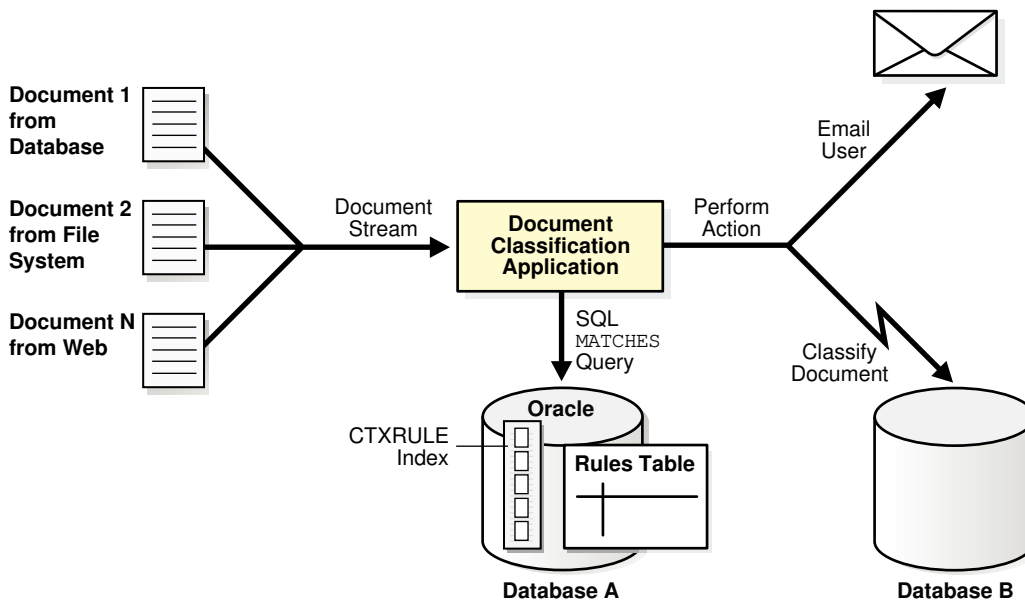 Document 1
from
Database
Document 2
from File
System
Document N
from Web
Document
Stream
Document
Classification
Application
Perform
Action
Email
User
Classify
Document
SQL
MATCHES
Query
Oracle
CTXRULE
Index
Rules Table
Database A
Database B